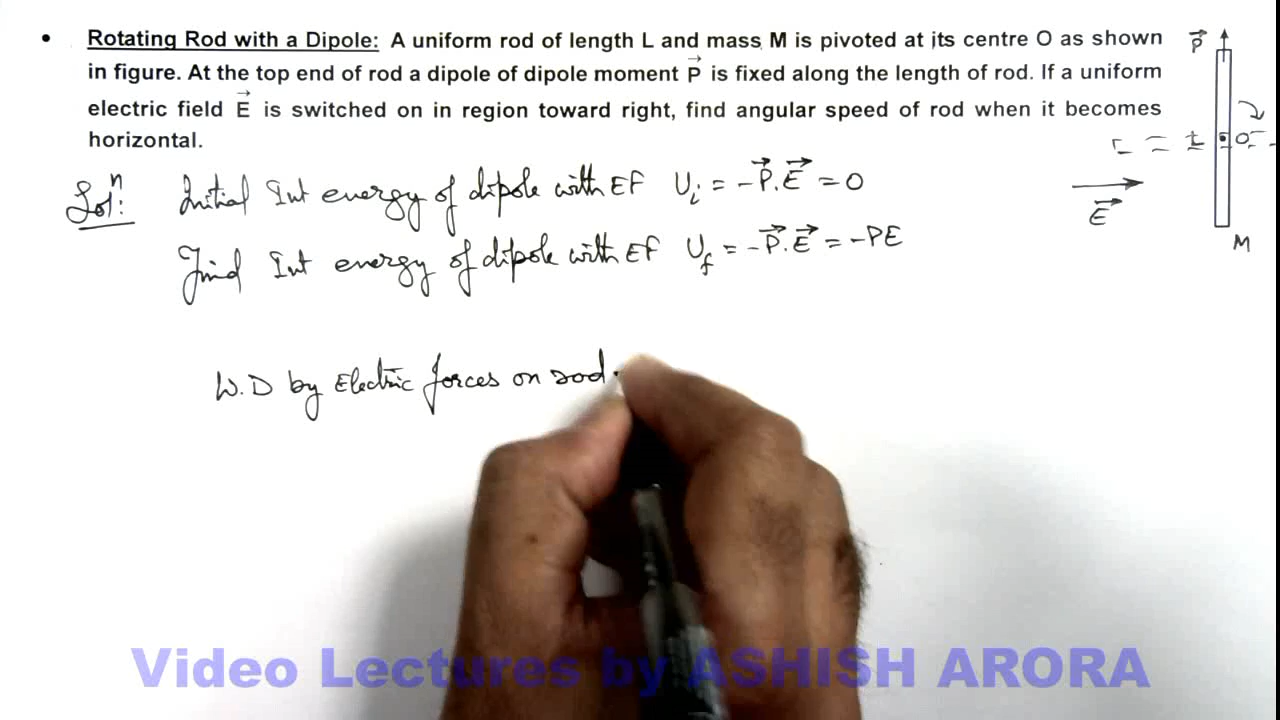 • Rotating Rod with a Dipole: A uniform rod of length L and mass M is pivoted at its centre O as shown
in figure. At the top end of rod a dipole of dipole moment P⃗ is fixed along the length of rod. If a uniform
electric field E⃗ is switched on in region toward right, find angular speed of rod when it becomes
horizontal.
P⃗
O
E⃗
M
Solⁿ: Initial Int energy of dipole with EF Uᵢ = -P⃗.E⃗ = 0
Final Int energy of dipole with EF U_f = -P⃗.E⃗ = -PE
W.D by Electric forces on rod
Video Lectures by ASHISH ARORA